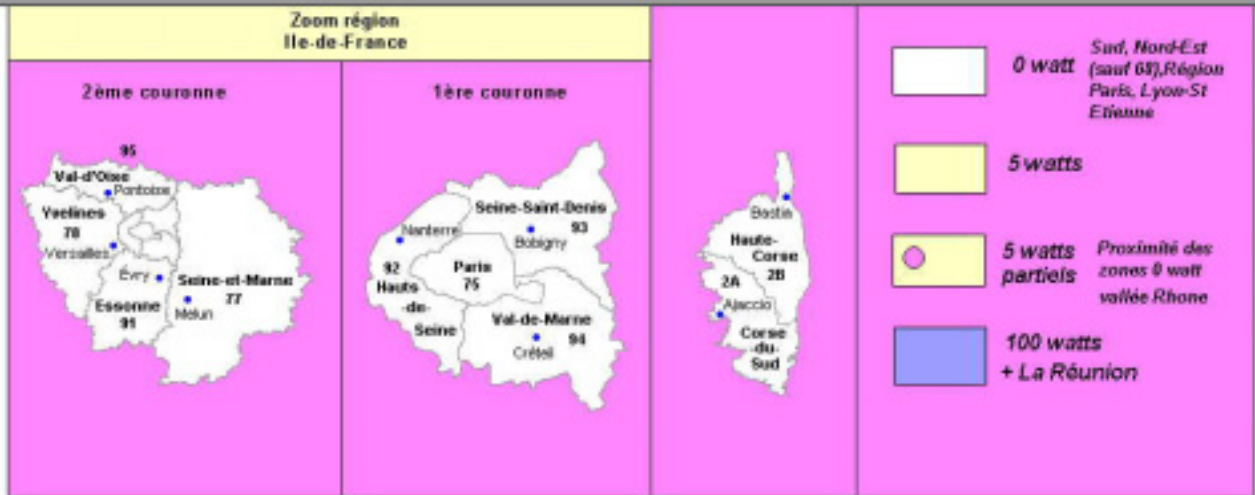 Zoom région
Ile-de-France
2ème couronne
95
Val-d'Oise
Pontoise
Yvelines
78
Versailles
Évry
Seine-et-Marne
77
Essonne
91
Melun
1ère couronne
Seine-Saint-Denis
93
Nanterre
Bobigny
92
Hauts
-de-
Seine
Paris
75
Val-de-Marne
94
Créteil
Bastia
Haute-
Corse
2B
2A
Ajaccio
Corse
-du-
Sud
0 watt
Sud, Nord-Est
(sauf 68),Région
Paris, Lyon-St
Etienne
5 watts
5 watts
partiels
Proximité des
zones 0 watt
vallée Rhone
100 watts
+ La Réunion